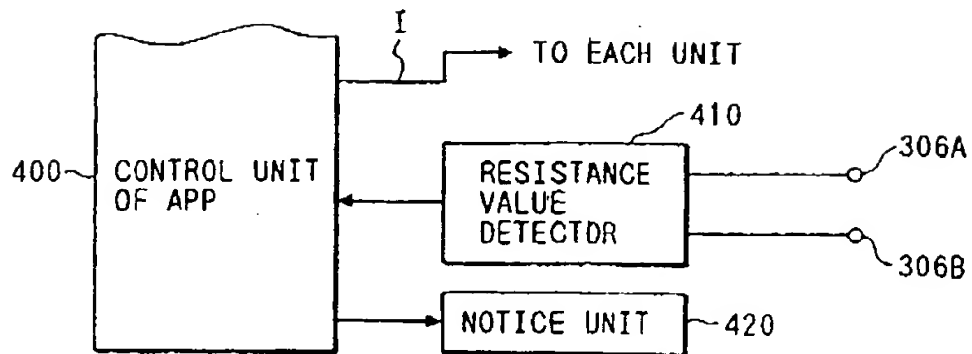 I
TO EACH UNIT
410
400
CONTROL UNIT
OF APP
RESISTANCE
VALUE
DETECTOR
306A
306B
NOTICE UNIT
420